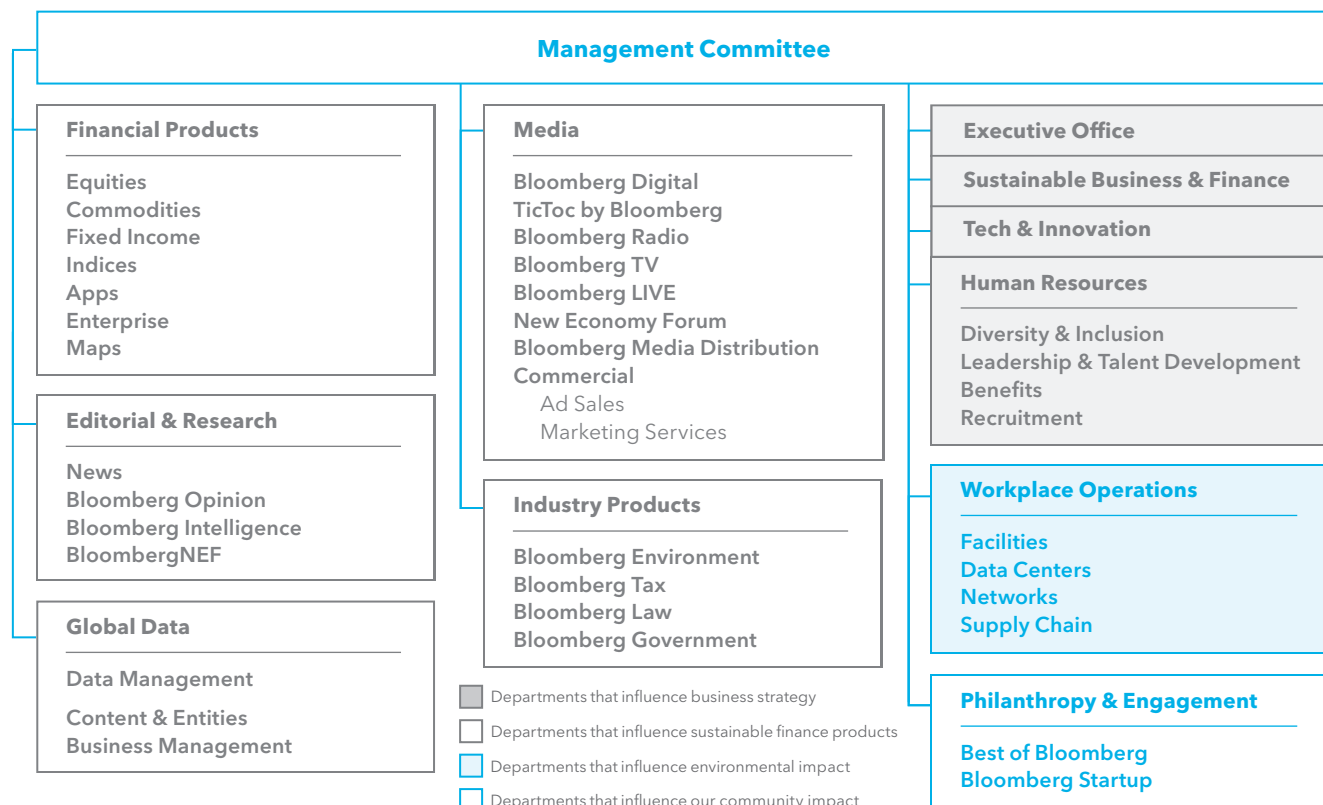 Management Committee
Financial Products
Equities
Commodities
Fixed Income
Indices
Apps
Enterprise
Maps
Editorial & Research
News
Bloomberg Opinion
Bloomberg Intelligence
BloombergNEF
Global Data
Data Management
Content & Entities
Business Management
Media
Bloomberg Digital
TicToc by Bloomberg
Bloomberg Radio
Bloomberg TV
Bloomberg LIVE
New Economy Forum
Bloomberg Media Distribution
Commercial
Ad Sales
Marketing Services
Industry Products
Bloomberg Environment
Bloomberg Tax
Bloomberg Law
Bloomberg Government
Departments that influence business strategy
Departments that influence sustainable finance products
Departments that influence environmental impact
Departments that influence our community impact
Executive Office
Sustainable Business & Finance
Tech & Innovation
Human Resources
Diversity & Inclusion
Leadership & Talent Development
Benefits
Recruitment
Workplace Operations
Facilities
Data Centers
Networks
Supply Chain
Philanthropy & Engagement
Best of Bloomberg
Bloomberg Startup